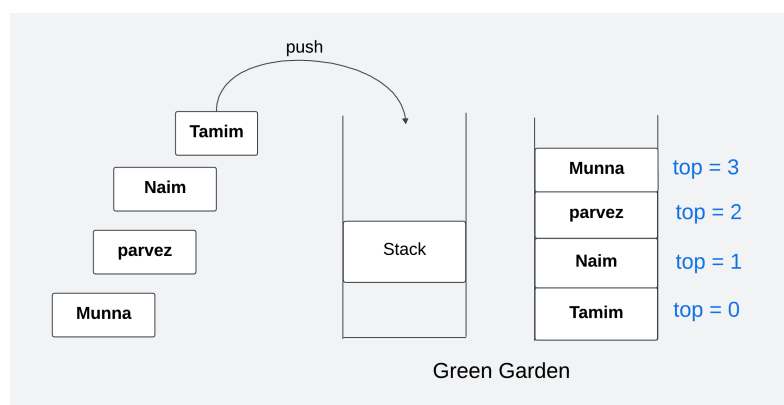 push
Tamim
Naim
parvez
Munna
Stack
Munna top = 3
parvez top = 2
Naim top = 1
Tamim top = 0
Green Garden